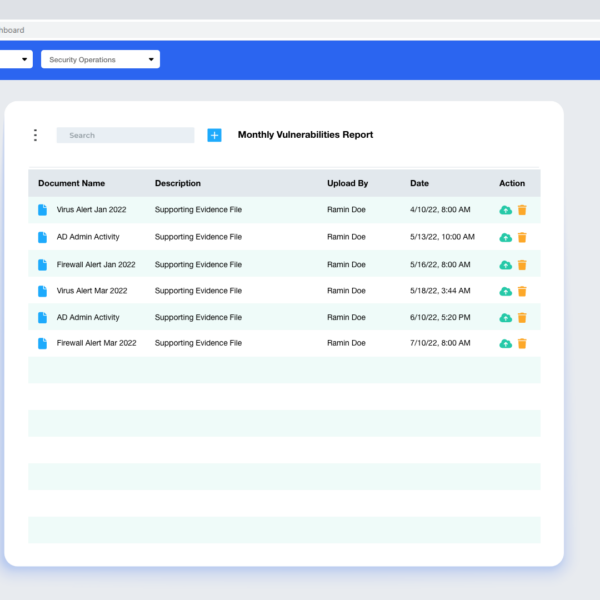 hboard
Security Operations
Search
Monthly Vulnerabilities Report
Document Name Description Upload By Date Action
Virus Alert Jan 2022 Supporting Evidence File Ramin Doe 4/10/22, 8:00 AM
AD Admin Activity Supporting Evidence File Ramin Doe 5/13/22, 10:00 AM
Firewall Alert Jan 2022 Supporting Evidence File Ramin Doe 5/16/22, 8:00 AM
Virus Alert Mar 2022 Supporting Evidence File Ramin Doe 5/18/22, 3:44 AM
AD Admin Activity Supporting Evidence File Ramin Doe 6/10/22, 5:20 PM
Firewall Alert Mar 2022 Supporting Evidence File Ramin Doe 7/10/22, 8:00 AM